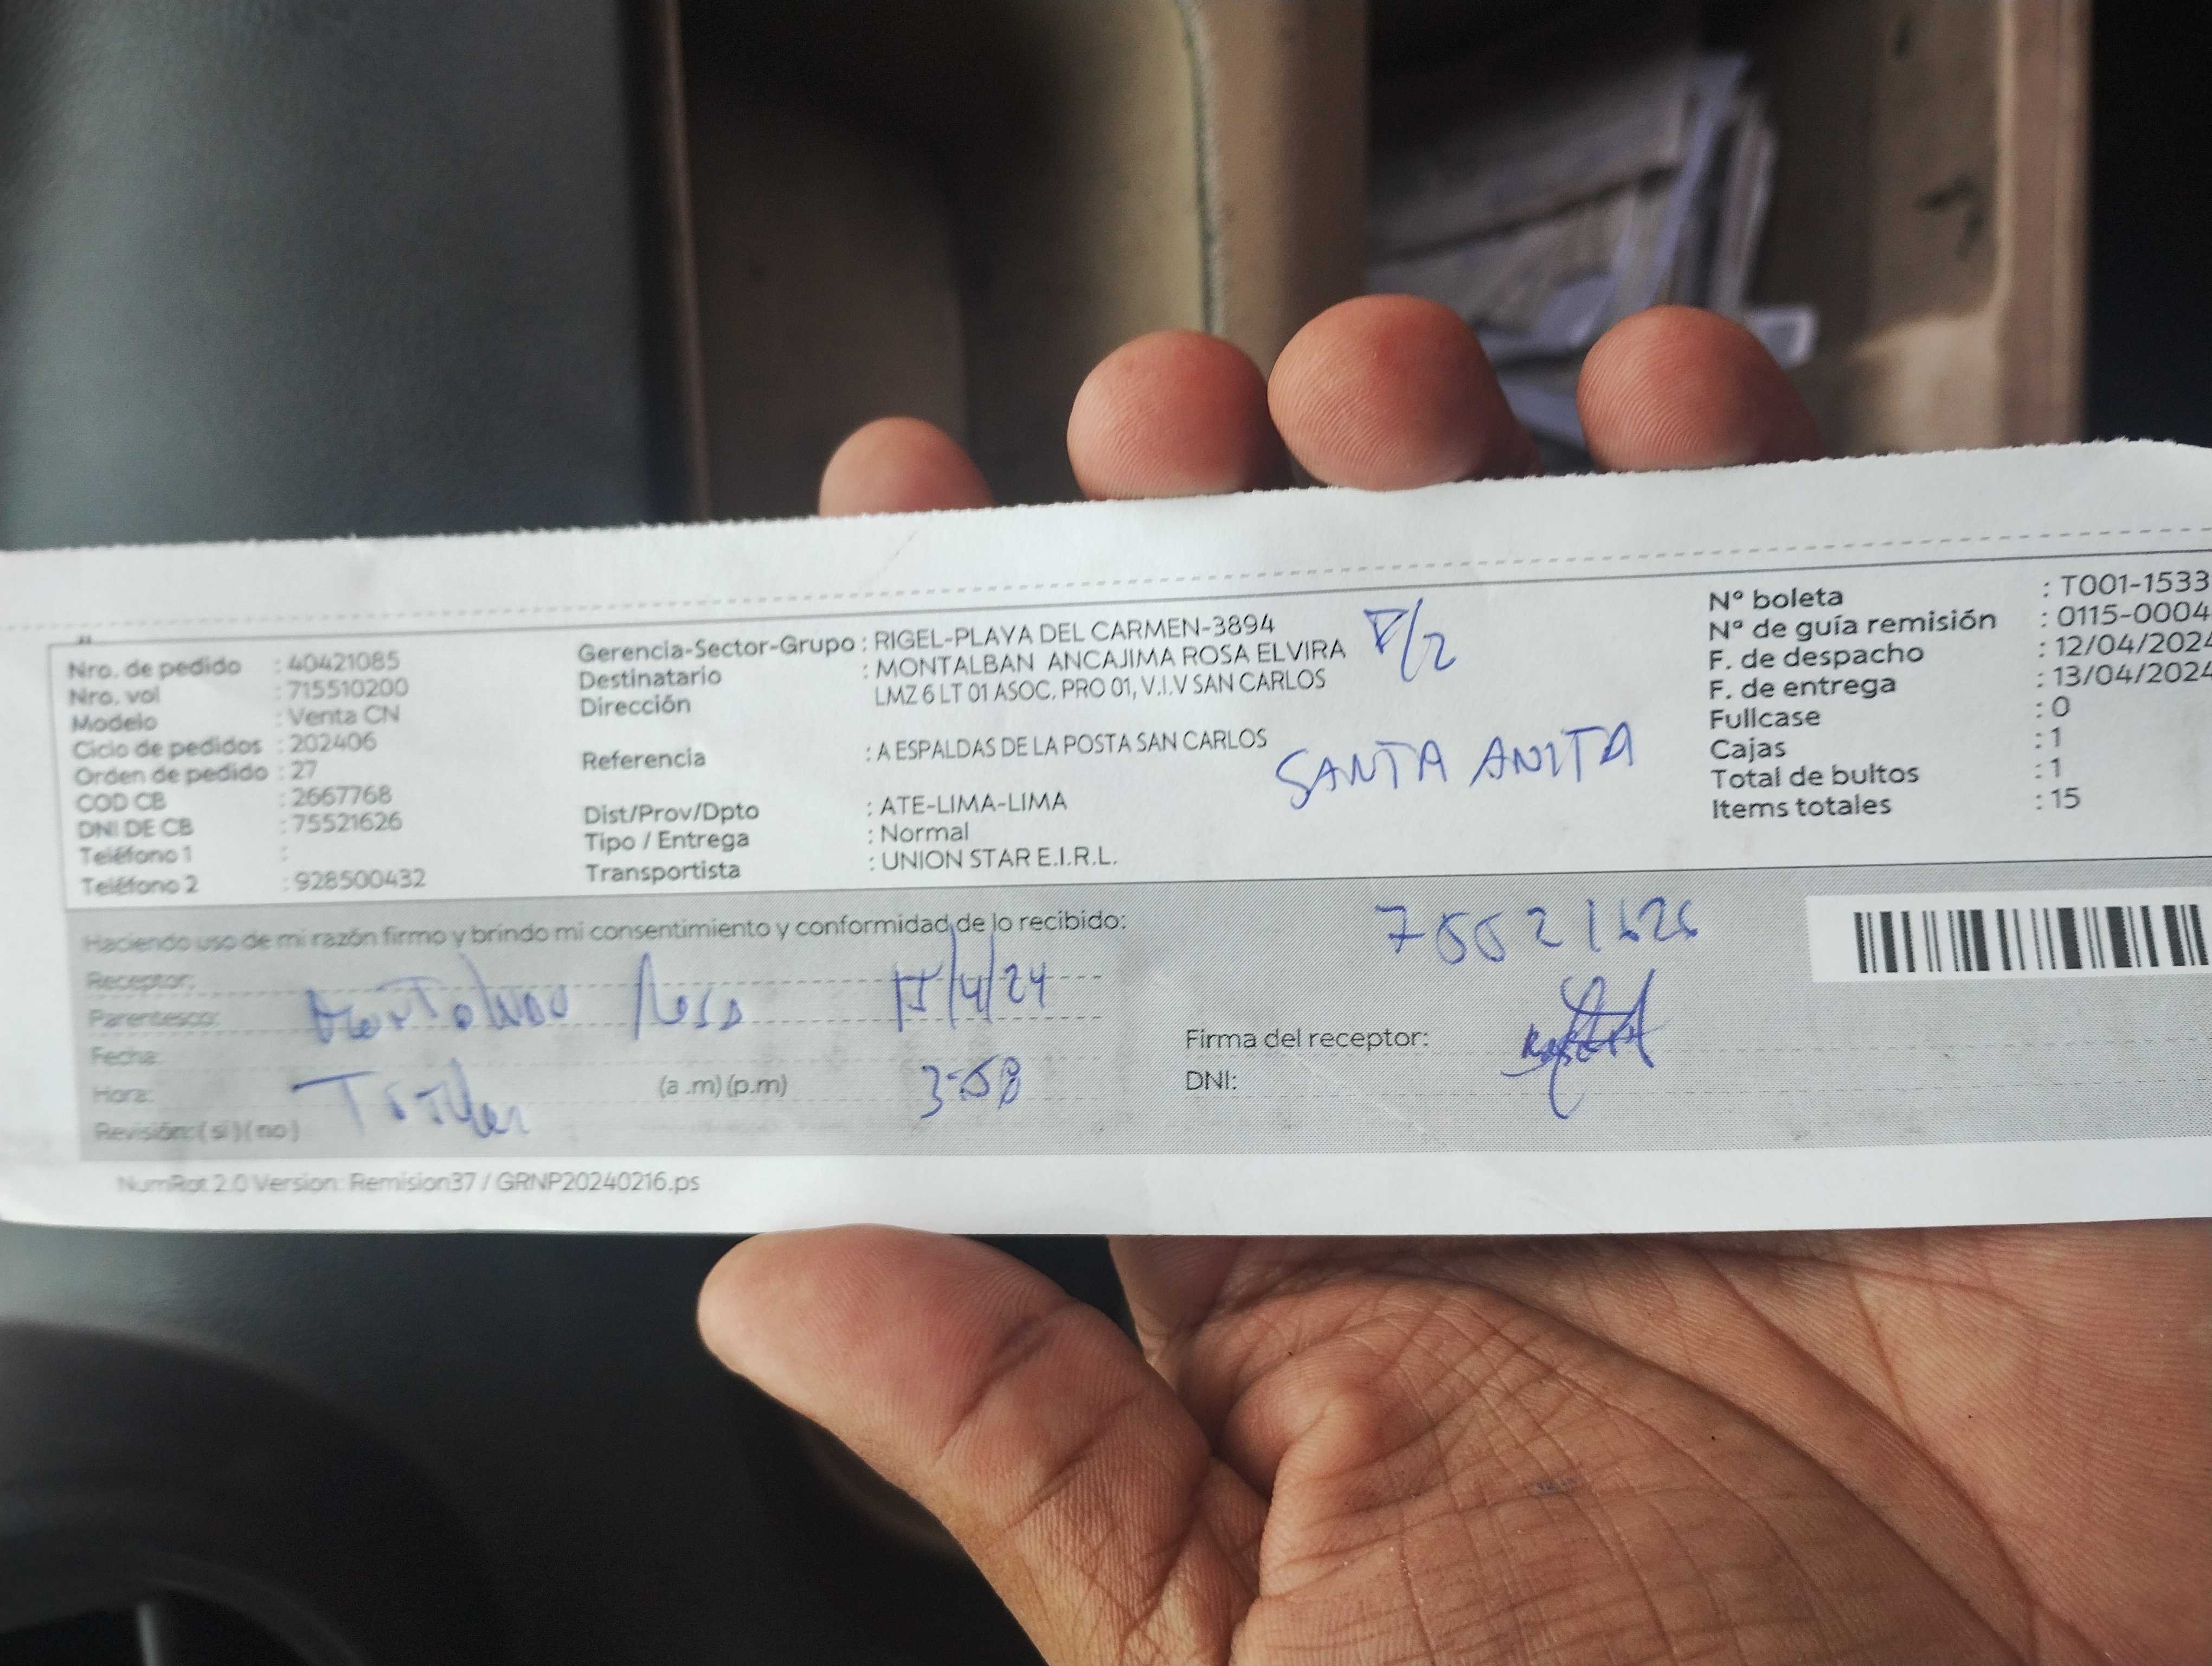 Nro. de pedido : 40421085
Nro. vol : 715510200
Modelo : Venta CN
Ciclo de pedidos : 202406
Orden de pedido : 27
COD CB : 2667768
DNI DE CB : 75521626
Teléfono 1 :
Teléfono 2 : 928500432
Gerencia-Sector-Grupo : RIGEL-PLAYA DEL CARMEN-3894
Destinatario : MONTALBAN ANCAJIMA ROSA ELVIRA
Dirección LMZ 6 LT 01 ASOC. PRO 01, V.I.V SAN CARLOS
Referencia : A ESPALDAS DE LA POSTA SAN CARLOS
SANTA ANITA
Dist/Prov/Dpto : ATE-LIMA-LIMA
Tipo / Entrega : Normal
Transportista : UNION STAR E.I.R.L.
N° boleta : T001-1533
N° de guía remisión : 0115-0004
F. de despacho : 12/04/2024
F. de entrega : 13/04/2024
Fullcase : 0
Cajas : 1
Total de bultos : 1
Items totales : 15
Haciendo uso de mi razón firmo y brindo mi consentimiento y conformidad de lo recibido:
75521626
Receptor:
Parentesco:
Fecha:
Hora: (a .m) (p.m) 3:58
Revisión: ( si ) ( no )
Firma del receptor:
DNI:
NumRot 2.0 Version: Remision37 / GRNP20240216.ps